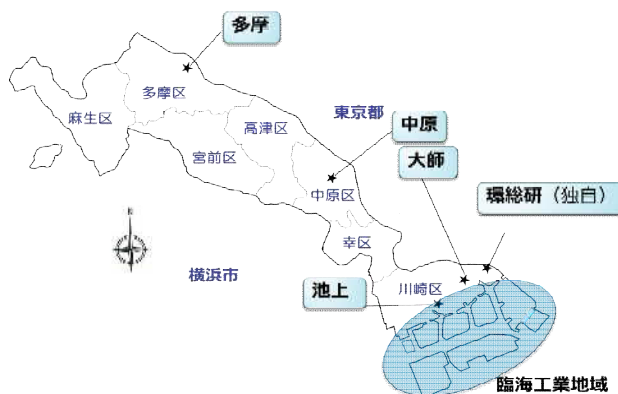 多摩
多摩区
麻生区
高津区
東京都
中原
宮前区
大師
中原区
環総研（独自）
幸区
N
横浜市
川崎区
池上
臨海工業地域